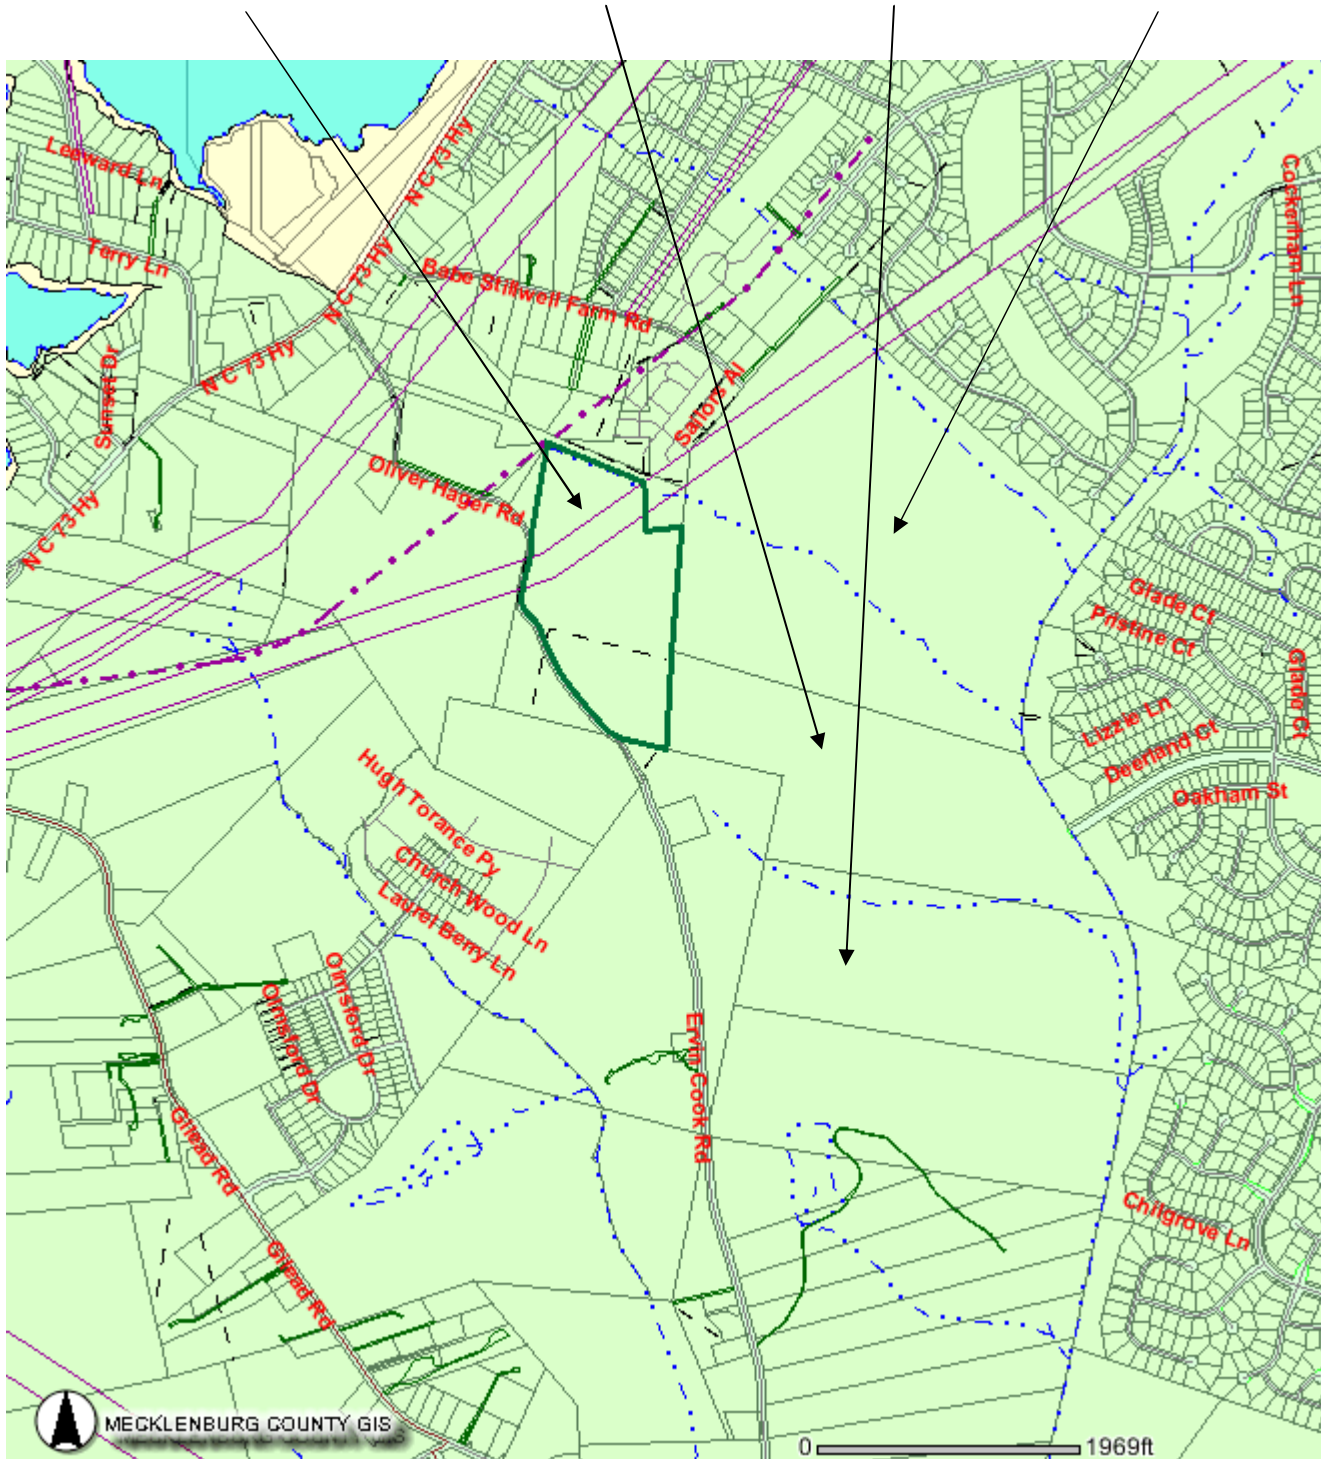 N C 73 Hy
Leeward Ln
Cockerham Ln
Terry Ln
N C 73 Hy
Babe Stillwell Farm Rd
N C 73 Hy
Sunset Dr
Sailors Al
Oliver Hager Rd
N C 73 Hy
Glade Ct
Pristine Ct
Glade Ct
Lizzie Ln
Deerland Ct
Oakham St
Hugh Torance Py
Church Wood Ln
Laurel Berry Ln
Olmsford Dr
Olmsford Dr
Ervin Cook Rd
Gilead Rd
Chilgrove Ln
Gilead Rd
MECKLENBURG COUNTY GIS
0 1969ft